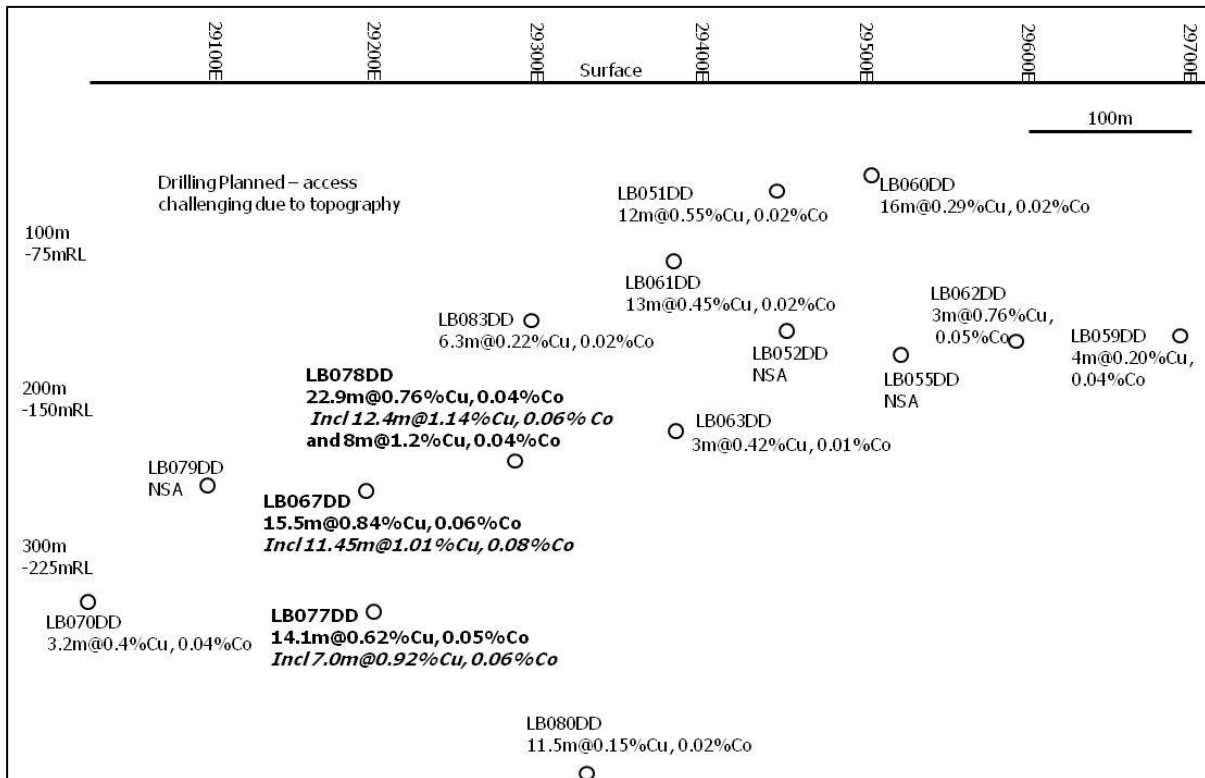 29100E
29200E
29300E
29400E
29500E
29600E
29700E
Surface
100m
Drilling Planned – access
challenging due to topography
LB051DD
12m@0.55%Cu, 0.02%Co
LB060DD
16m@0.29%Cu, 0.02%Co
100m
-75mRL
LB061DD
13m@0.45%Cu, 0.02%Co
LB062DD
3m@0.76%Cu,
0.05%Co
LB083DD
6.3m@0.22%Cu, 0.02%Co
LB052DD
NSA
LB055DD
NSA
LB059DD
4m@0.20%Cu,
0.04%Co
200m
-150mRL
LB078DD
22.9m@0.76%Cu, 0.04%Co
Incl 12.4m@1.14%Cu, 0.06% Co
and 8m@1.2%Cu, 0.04%Co
LB063DD
3m@0.42%Cu, 0.01%Co
LB079DD
NSA
LB067DD
15.5m@0.84%Cu, 0.06%Co
Incl 11.45m@1.01%Cu, 0.08%Co
300m
-225mRL
LB070DD
3.2m@0.4%Cu, 0.04%Co
LB077DD
14.1m@0.62%Cu, 0.05%Co
Incl 7.0m@0.92%Cu, 0.06%Co
LB080DD
11.5m@0.15%Cu, 0.02%Co